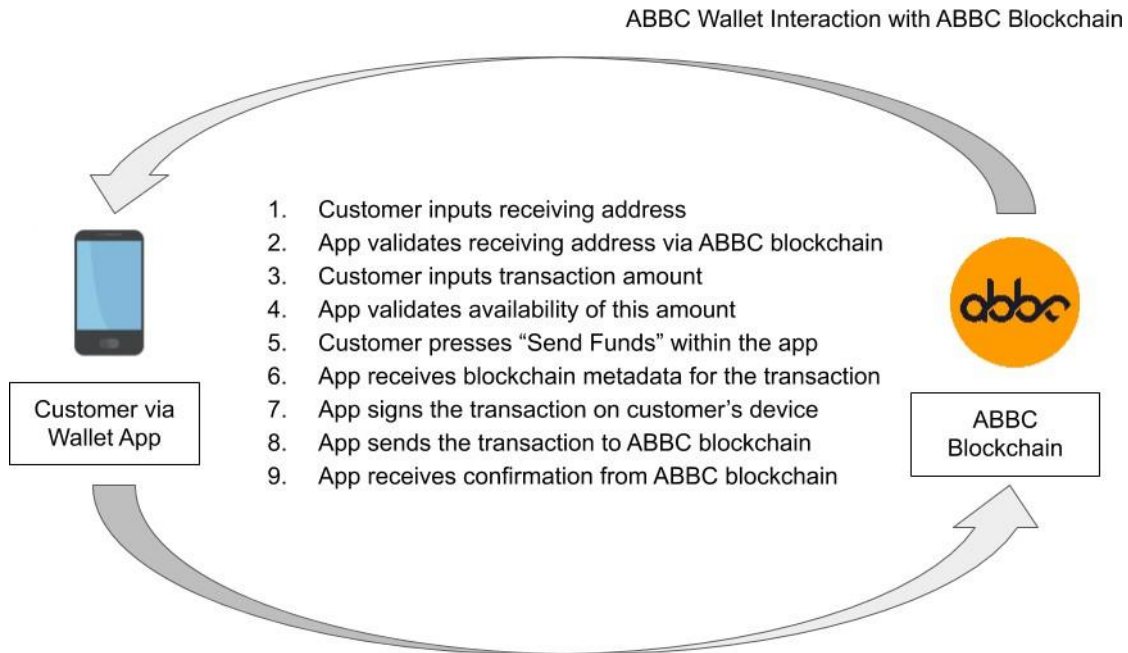 ABBC Wallet Interaction with ABBC Blockchain
1. Customer inputs receiving address
2. App validates receiving address via ABBC blockchain
3. Customer inputs transaction amount
4. App validates availability of this amount
5. Customer presses “Send Funds” within the app
6. App receives blockchain metadata for the transaction
7. App signs the transaction on customer’s device
8. App sends the transaction to ABBC blockchain
9. App receives confirmation from ABBC blockchain
Customer via
Wallet App
abbc
ABBC
Blockchain